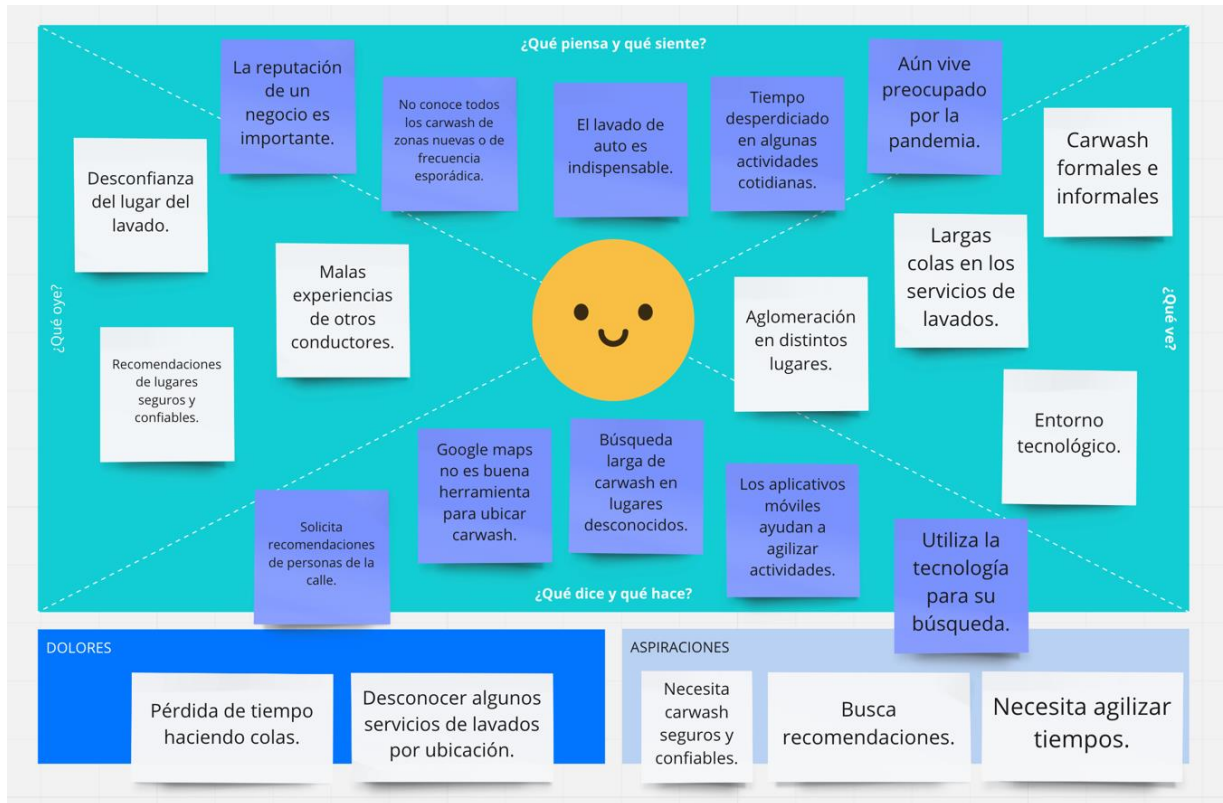 ¿Qué piensa y qué siente?
La reputación
de un
negocio es
importante.
No conoce todos
los carwash de
zonas nuevas o de
frecuencia
esporádica.
El lavado de
auto es
indispensable.
Tiempo
desperdiciado
en algunas
actividades
cotidianas.
Aún vive
preocupado
por la
pandemia.
¿Qué oye?
Desconfianza
del lugar del
lavado.
Malas
experiencias
de otros
conductores.
Recomendaciones
de lugares
seguros y
confiables.
¿Qué ve?
Carwash
formales e
informales
Largas
colas en los
servicios de
lavados.
Aglomeración
en distintos
lugares.
Entorno
tecnológico.
Solicita
recomendaciones
de personas de la
calle.
Google maps
no es buena
herramienta
para ubicar
carwash.
Búsqueda
larga de
carwash en
lugares
desconocidos.
Los aplicativos
móviles
ayudan a
agilizar
actividades.
Utiliza la
tecnología
para su
búsqueda.
¿Qué dice y qué hace?
DOLORES
Pérdida de tiempo
haciendo colas.
Desconocer algunos
servicios de lavados
por ubicación.
ASPIRACIONES
Necesita
carwash
seguros y
confiables.
Busca
recomendaciones.
Necesita agilizar
tiempos.